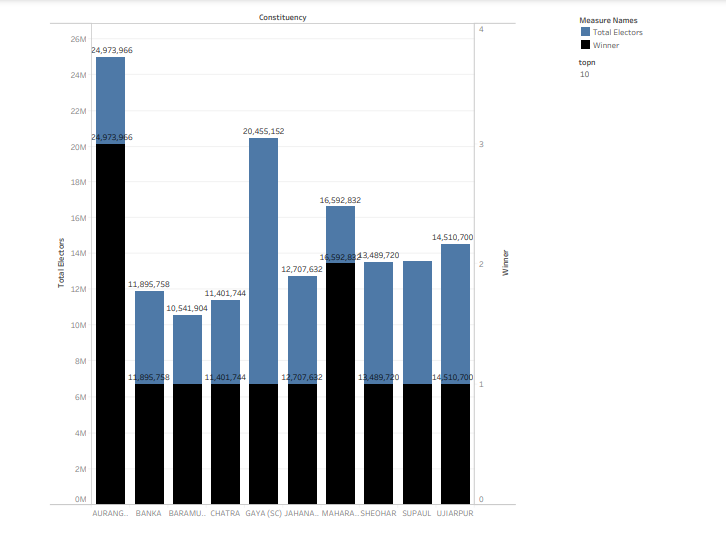 Constituency
Measure Names
Total Electors
Winner
topn
10
26M
24M
22M
20M
18M
16M
14M
12M
10M
8M
6M
4M
2M
0M
Total Electors
24,973,966
24,973,966
20,455,152
16,592,832
16,592,832
14,510,700
13,489,720
12,707,632
11,895,758
11,401,744
10,541,904
11,895,758
11,401,744
12,707,632
13,489,720
14,510,700
4
3
2
1
0
Winner
AURANG.. BANKA BARAMU.. CHATRA GAYA (SC) JAHANA.. MAHARA.. SHEOHAR SUPAUL UJIARPUR